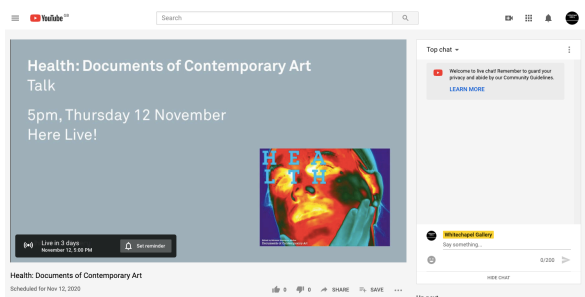 YouTube GB
Search
Health: Documents of Contemporary Art
Talk
5pm, Thursday 12 November
Here Live!
HEA
LTH
Live in 3 days
November 12, 5:00 PM
Set reminder
Health: Documents of Contemporary Art
Scheduled for Nov 12, 2020
0
0
SHARE
SAVE
Top chat
Welcome to live chat! Remember to guard your
privacy and abide by our Community Guidelines.
LEARN MORE
Whitechapel Gallery
Say something...
0/200
HIDE CHAT